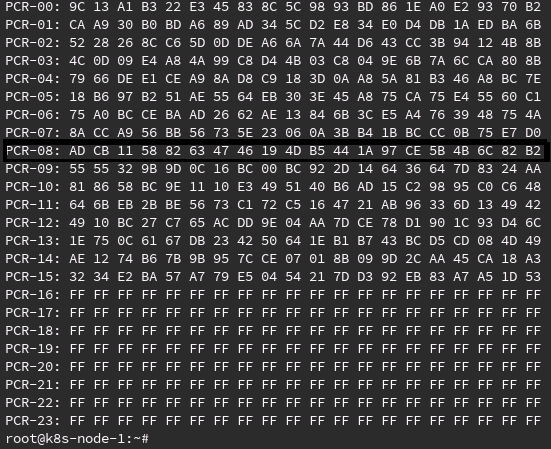 PCR-00: 9C 13 A1 B3 22 E3 45 83 8C 5C 98 93 BD 86 1E A0 E2 93 70 B2
PCR-01: CA A9 30 B0 BD A6 89 AD 34 5C D2 E8 34 E0 D4 DB 1A ED BA 6B
PCR-02: 52 28 26 8C C6 5D 0D DE A6 6A 7A 44 D6 43 CC 3B 94 12 4B 8B
PCR-03: 4C 0D 09 E4 A8 4A 99 C8 D4 4B 03 C8 04 9E 6B 7A 6C CA 80 8B
PCR-04: 79 66 DE E1 CE A9 8A D8 C9 18 3D 0A A8 5A 81 B3 46 A8 BC 7E
PCR-05: 18 B6 97 B2 51 AE 55 64 EB 30 3E 45 A8 75 CA 75 E4 55 60 C1
PCR-06: 75 A0 BC CE BA AD 26 62 AE 13 84 6B 3C E5 A4 76 39 48 75 4A
PCR-07: 8A CC A9 56 BB 56 73 5E 23 06 0A 3B B4 1B BC CC 0B 75 E7 D0
PCR-08: AD CB 11 58 82 63 47 46 19 4D B5 44 1A 97 CE 5B 4B 6C 82 B2
PCR-09: 55 55 32 9B 9D 0C 16 BC 00 BC 92 2D 14 64 36 64 7D 83 24 AA
PCR-10: 81 86 58 BC 9E 11 10 E3 49 51 40 B6 AD 15 C2 98 95 C0 C6 48
PCR-11: 64 6B EB 2B BE 56 73 C1 72 C5 16 47 21 AB 96 33 6D 13 49 42
PCR-12: 49 10 BC 27 C7 65 AC DD 9E 04 AA 7D CE 78 D1 90 1C 93 D4 6C
PCR-13: 1E 75 0C 61 67 DB 23 42 50 64 1E B1 B7 43 BC D5 CD 08 4D 49
PCR-14: AE 12 74 B6 7B 9B 95 7C CE 07 01 8B 09 9D 2C AA 45 CA 18 A3
PCR-15: 32 34 E2 BA 57 A7 79 E5 04 54 21 7D D3 92 EB 83 A7 A5 1D 53
PCR-16: FF FF FF FF FF FF FF FF FF FF FF FF FF FF FF FF FF FF FF FF
PCR-17: FF FF FF FF FF FF FF FF FF FF FF FF FF FF FF FF FF FF FF FF
PCR-18: FF FF FF FF FF FF FF FF FF FF FF FF FF FF FF FF FF FF FF FF
PCR-19: FF FF FF FF FF FF FF FF FF FF FF FF FF FF FF FF FF FF FF FF
PCR-20: FF FF FF FF FF FF FF FF FF FF FF FF FF FF FF FF FF FF FF FF
PCR-21: FF FF FF FF FF FF FF FF FF FF FF FF FF FF FF FF FF FF FF FF
PCR-22: FF FF FF FF FF FF FF FF FF FF FF FF FF FF FF FF FF FF FF FF
PCR-23: FF FF FF FF FF FF FF FF FF FF FF FF FF FF FF FF FF FF FF FF
root@k8s-node-1:~#